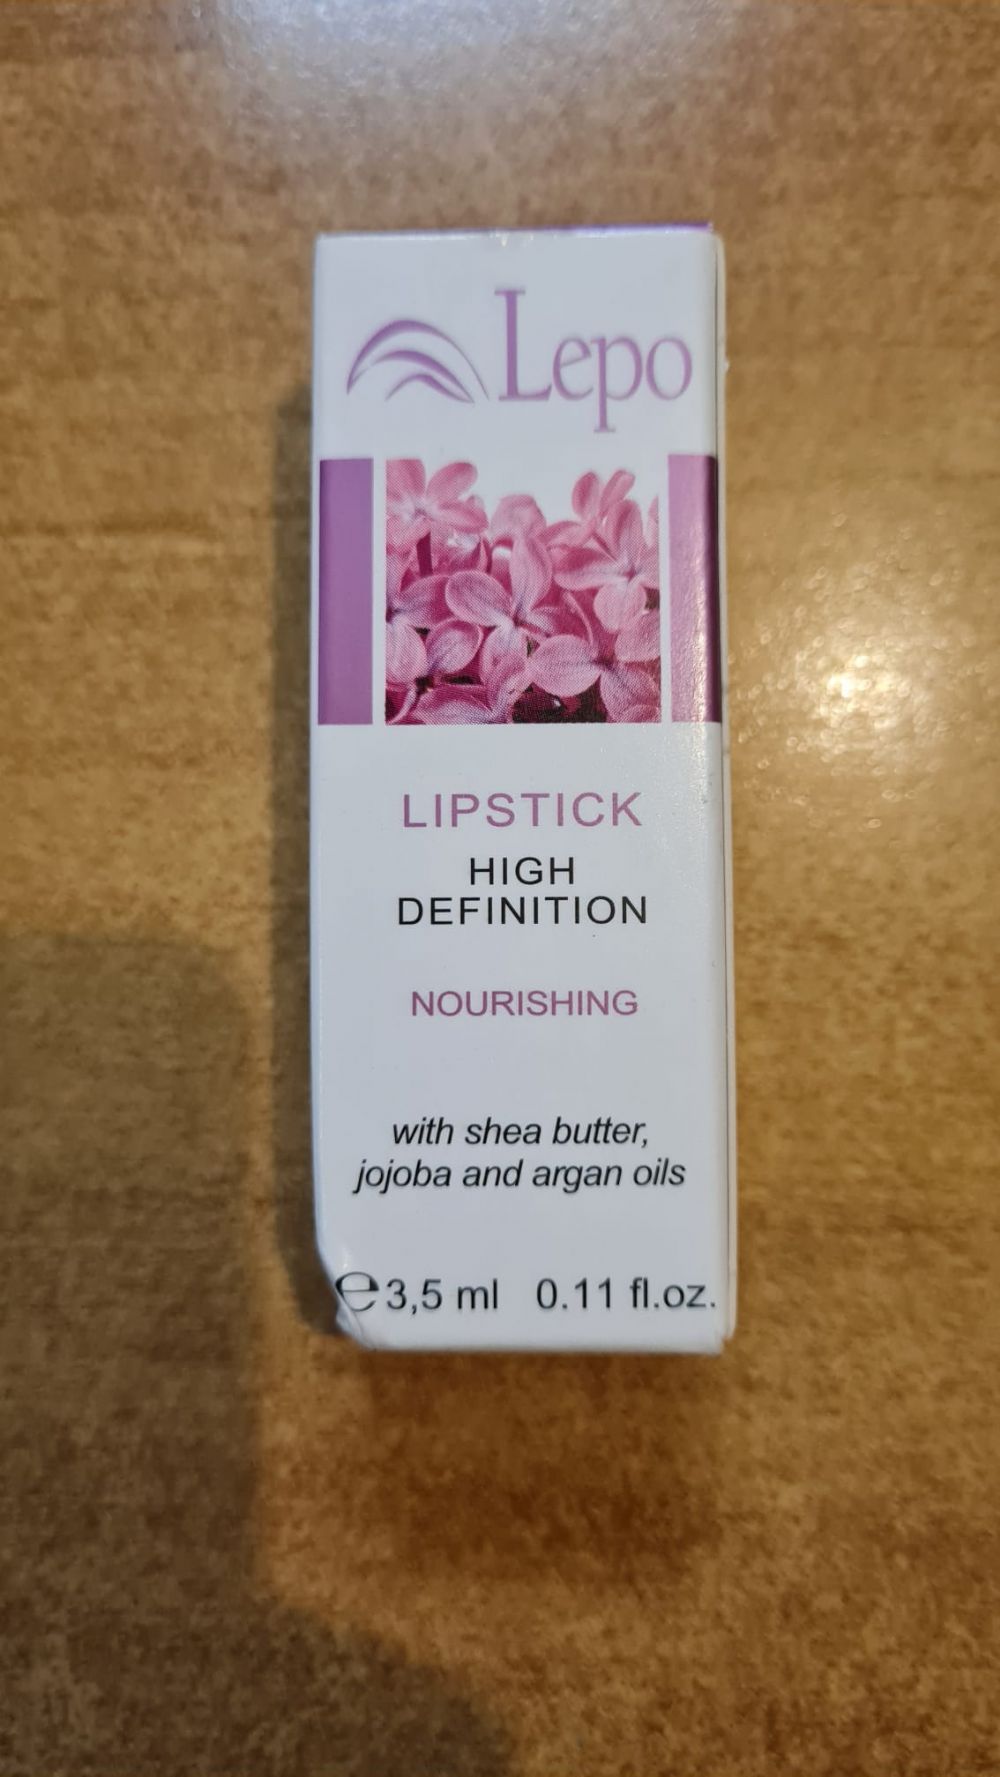 Lepo
LIPSTICK
HIGH
DEFINITION
NOURISHING
with shea butter,
jojoba and argan oils
℮3,5 ml 0.11 fl.oz.